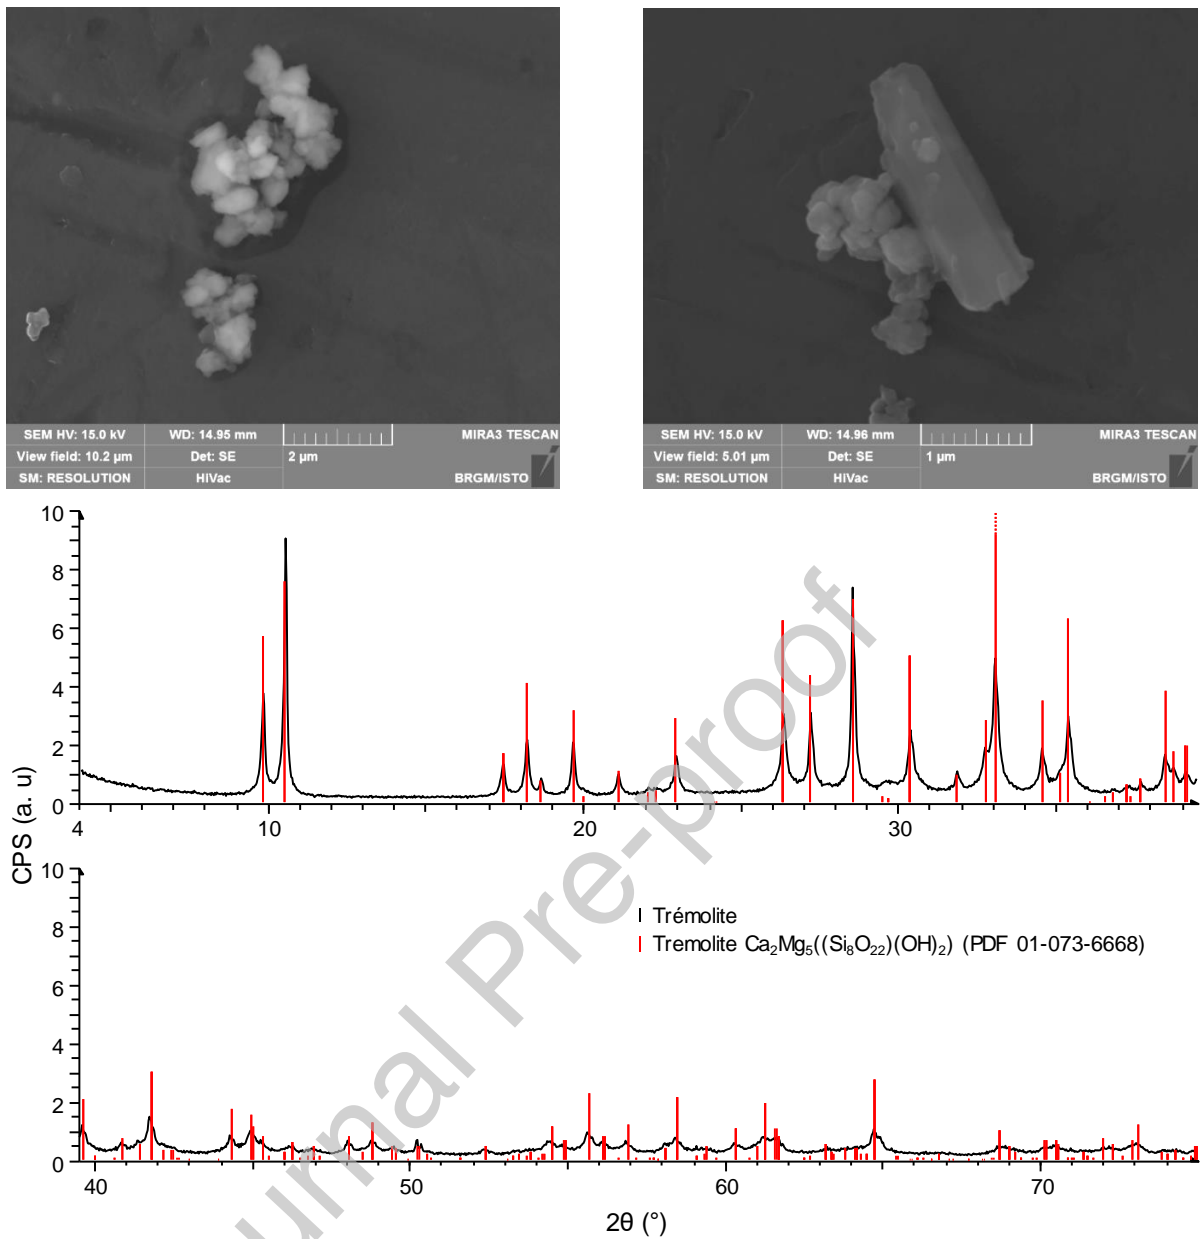 SEM HV: 15.0 kV WD: 14.95 mm MIRA3 TESCAN
View field: 10.2 µm Det: SE 2 µm
SM: RESOLUTION HiVac BRGM/ISTO
SEM HV: 15.0 kV WD: 14.96 mm MIRA3 TESCAN
View field: 5.01 µm Det: SE 1 µm
SM: RESOLUTION HiVac BRGM/ISTO
10
8
6
4
2
0
4 10 20 30
CPS (a. u)
10
8
6
4
2
0
Trémolite
Tremolite Ca₂Mg₅((Si₈O₂₂)(OH)₂) (PDF 01-073-6668)
40 50 60 70
2θ (°)
urnal Pre-proof